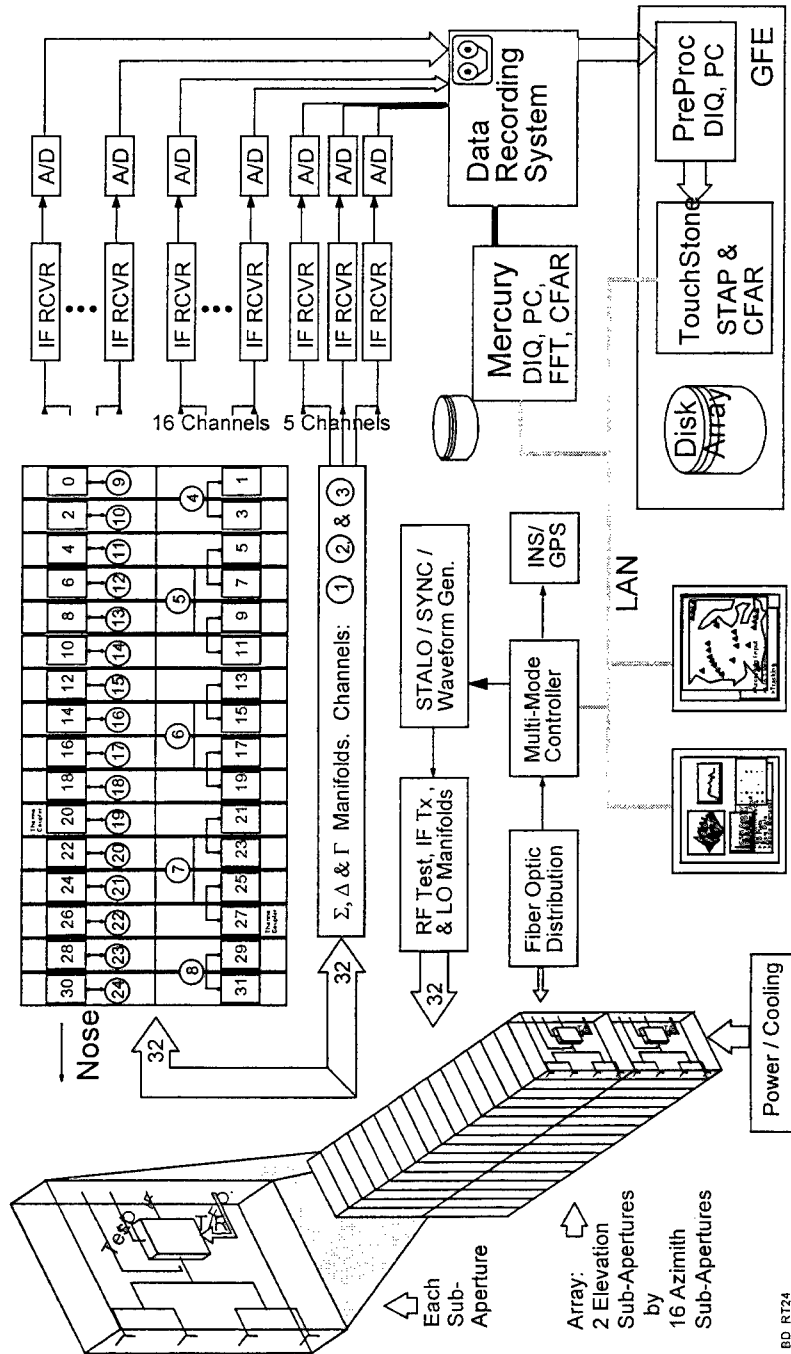 Nose
30 28 26 24 22 20 18 16 14 12 10 8 6 4 2 0
24 23 22 21 20 19 18 17 16 15 14 13 12 11 10 9
8 7 6 5 4
31 29 27 25 23 21 19 17 15 13 11 9 7 5 3 1
32
32
Σ, Δ & Γ Manifolds. Channels: 1, 2, & 3
16 Channels
5 Channels
IF RCVR
A/D
IF RCVR
A/D
IF RCVR
A/D
IF RCVR
A/D
IF RCVR
A/D
IF RCVR
A/D
IF RCVR
A/D
Each
Sub-
Aperture
Array:
2 Elevation
Sub-Apertures
by
16 Azimith
Sub-Apertures
Power / Cooling
32
RF Test, IF Tx,
& LO Manifolds
STALO / SYNC /
Waveform Gen.
Fiber Optic
Distribution
Multi-Mode
Controller
INS/
GPS
LAN
Mercury
DIQ, PC,
FFT, CFAR
Data
Recording
System
Disk
Array
TouchStone
STAP &
CFAR
PreProc
DIQ, PC
GFE
BD RT24